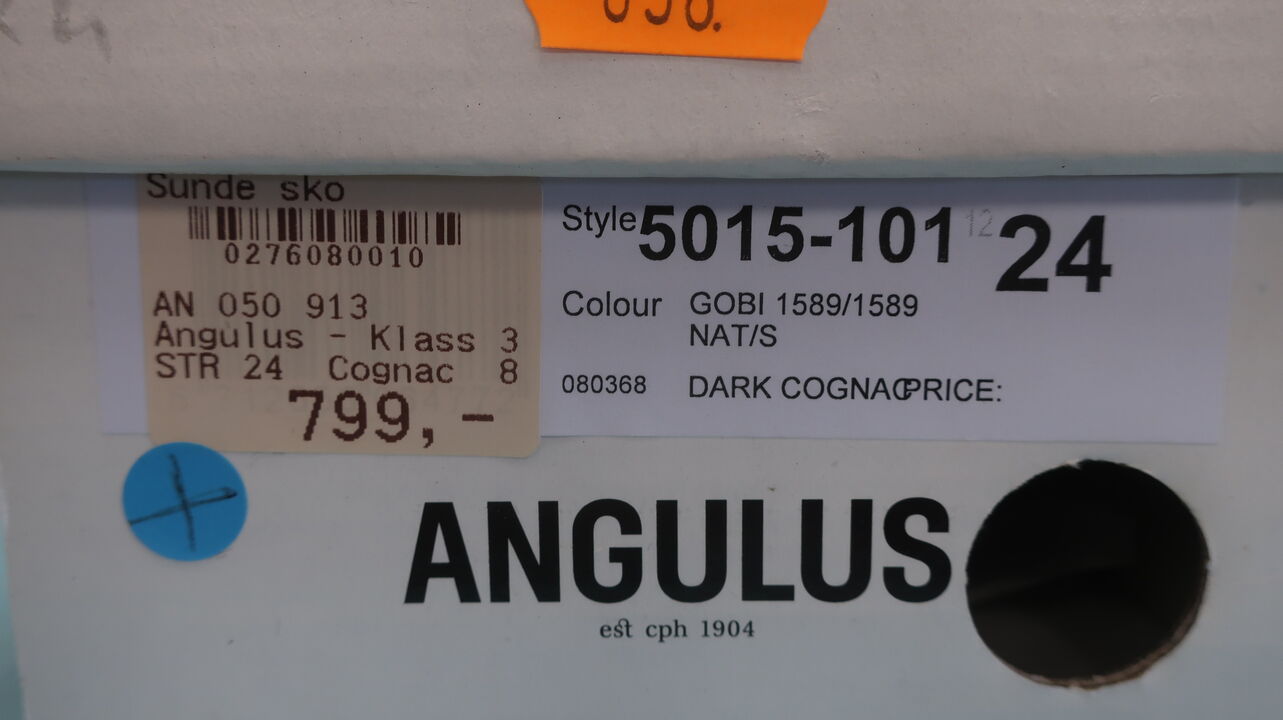 Sunde sko
0276080010
AN 050 913
Angulus - Klass 3
STR 24 Cognac 8
799,-
Style 5015-101 12 24
Colour GOBI 1589/1589
NAT/S
080368 DARK COGNAC PRICE:
ANGULUS
est cph 1904